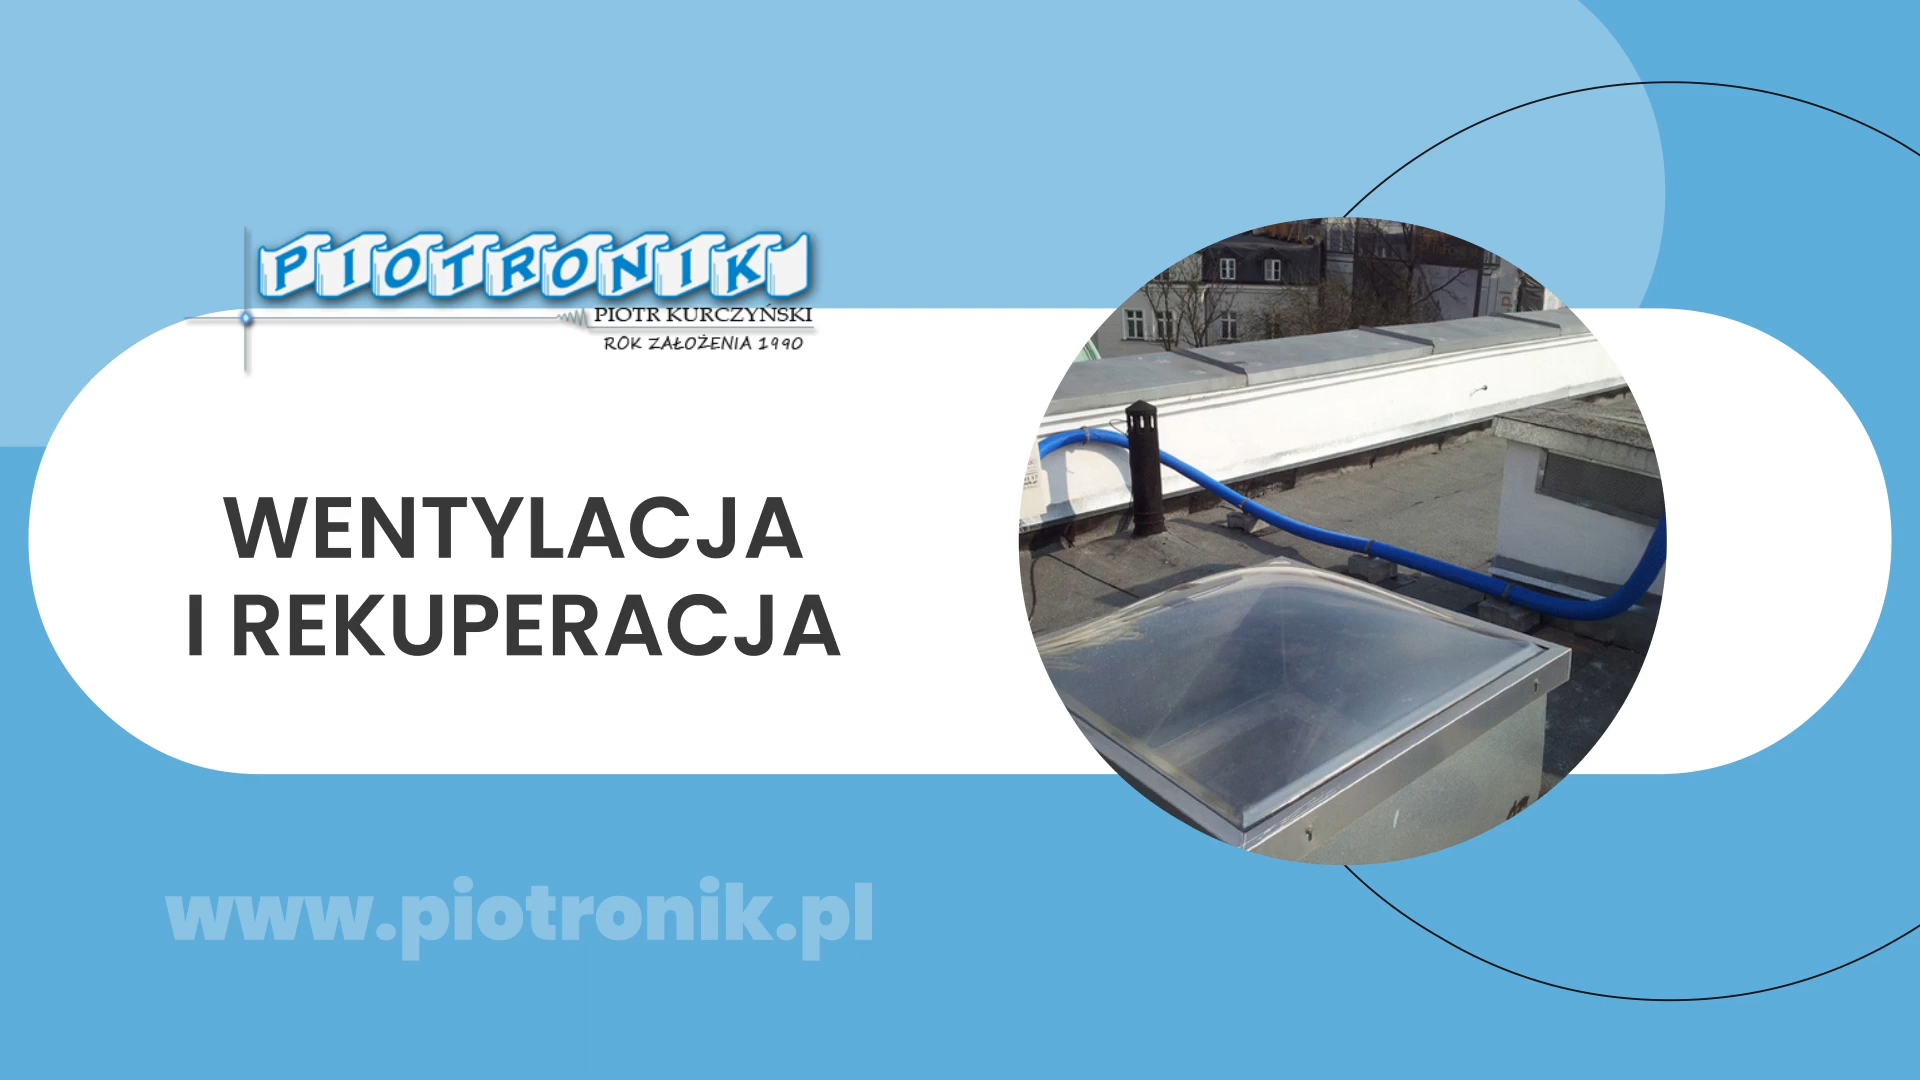 PIOTRONIK
PIOTR KURCZYŃSKI
ROK ZAŁOŻENIA 1990
WENTYLACJA
I REKUPERACJA
www.piotronik.pl